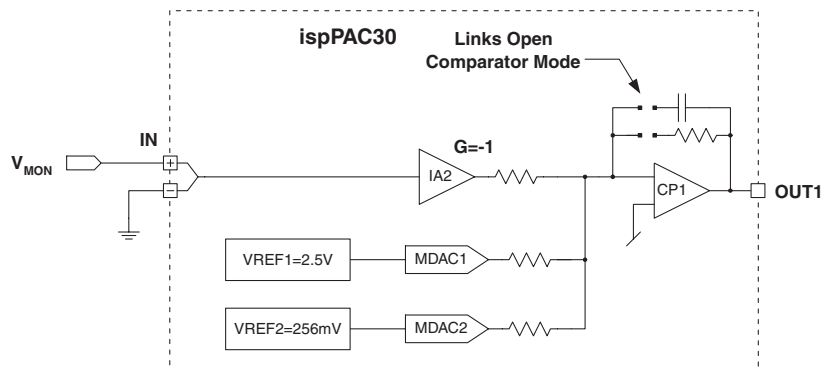 ispPAC30
Links Open
Comparator Mode
IN
V_MON
+
-
G=-1
IA2
CP1
OUT1
VREF1=2.5V
MDAC1
VREF2=256mV
MDAC2